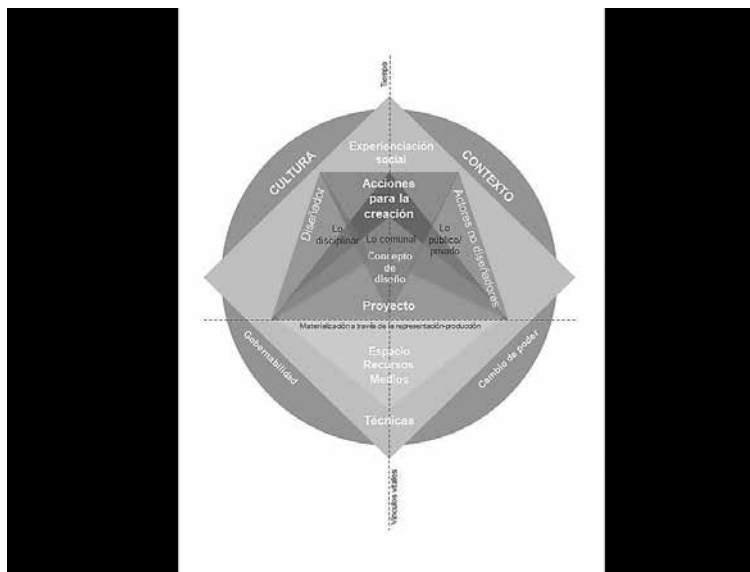 Tiempo
Experienciación
social
CULTURA
CONTEXTO
Acciones
para la
creación
Diseñador
Actores no diseñadores
Lo
disciplinar
Lo comunal
Lo
público/
privado
Concepto
de
diseño
Proyecto
Materialización a través de la representación-producción
Espacio
Recursos
Medios
Gobernabilidad
Cambio de poder
Técnicas
Vínculos vitales